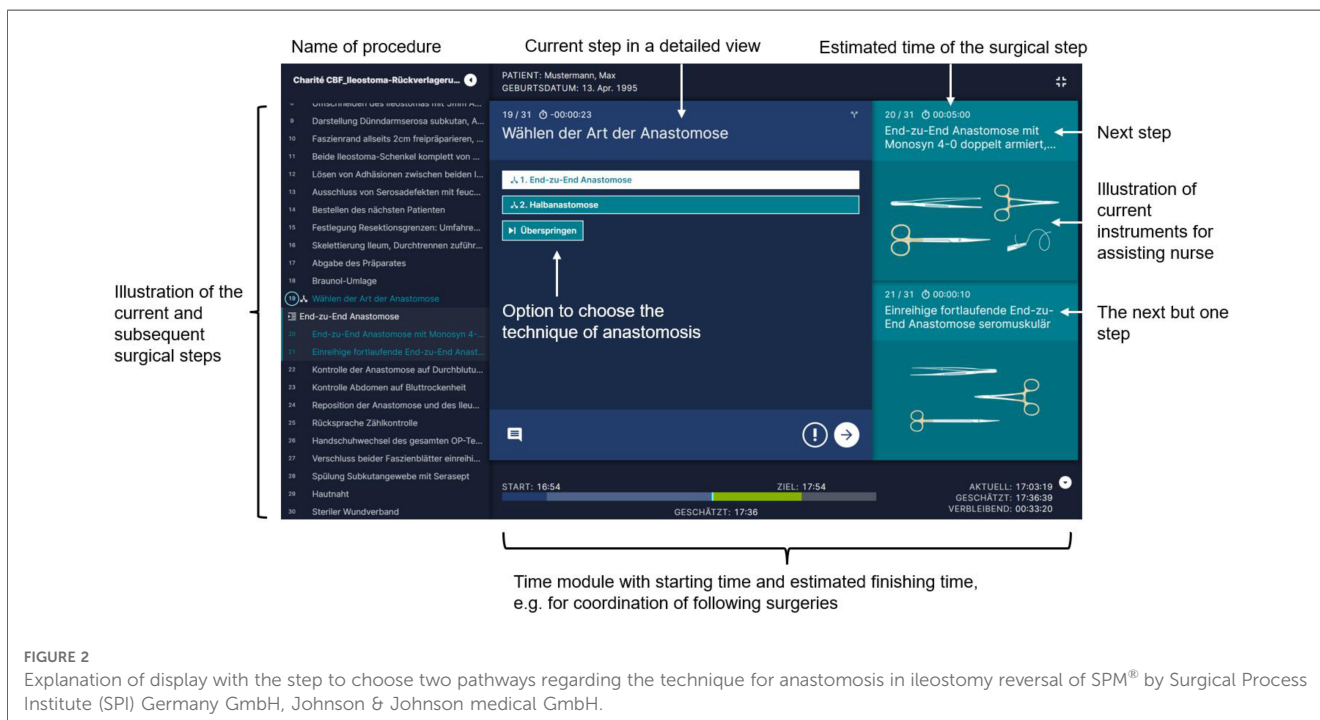 Name of procedure
Current step in a detailed view
Estimated time of the surgical step
Charité CBF_Ileostoma-Rückverlageru...
PATIENT: Mustermann, Max
GEBURTSDATUM: 13. Apr. 1995
Umschneiden des Ileostomas mit 3mm A...
9 Darstellung Dünndarmserosa subkutan, A...
10 Faszienrand allseits 2cm freipräparieren, ...
11 Beide Ileostoma-Schenkel komplett von ...
12 Lösen von Adhäsionen zwischen beiden I...
13 Ausschluss von Serosadefekten mit feuc...
14 Bestellen des nächsten Patienten
15 Festlegung Resektionsgrenzen: Umfahre...
16 Skelettierung Ileum, Durchtrennen zuführ...
17 Abgabe des Präparates
18 Braunol-Umlage
19 Wählen der Art der Anastomose
End-zu-End Anastomose
20 End-zu-End Anastomose mit Monosyn 4-...
21 Einreihige fortlaufende End-zu-End Anast...
22 Kontrolle der Anastomose auf Durchblutu...
23 Kontrolle Abdomen auf Bluttrockenheit
24 Reposition der Anastomose und des Ileu...
25 Rücksprache Zählkontrolle
26 Handschuhwechsel des gesamten OP-Te...
27 Verschluss beider Faszienblätter einreihi...
28 Spülung Subkutangewebe mit Serasept
29 Hautnaht
30 Steriler Wundverband
Illustration of the
current and
subsequent
surgical steps
19 / 31 -00:00:23
Wählen der Art der Anastomose
1. End-zu-End Anastomose
2. Halbanastomose
Überspringen
Option to choose the
technique of anastomosis
20 / 31 00:05:00
End-zu-End Anastomose mit
Monosyn 4-0 doppelt armiert,...
Next step
Illustration of
current
instruments for
assisting nurse
21 / 31 00:00:10
Einreihige fortlaufende End-zu-
End Anastomose seromuskulär
The next but one
step
START: 16:54
ZIEL: 17:54
GESCHÄTZT: 17:36
AKTUELL: 17:03:19
GESCHÄTZT: 17:36:39
VERBLEIBEND: 00:33:20
Time module with starting time and estimated finishing time,
e.g. for coordination of following surgeries
FIGURE 2
Explanation of display with the step to choose two pathways regarding the technique for anastomosis in ileostomy reversal of SPM® by Surgical Process
Institute (SPI) Germany GmbH, Johnson & Johnson medical GmbH.